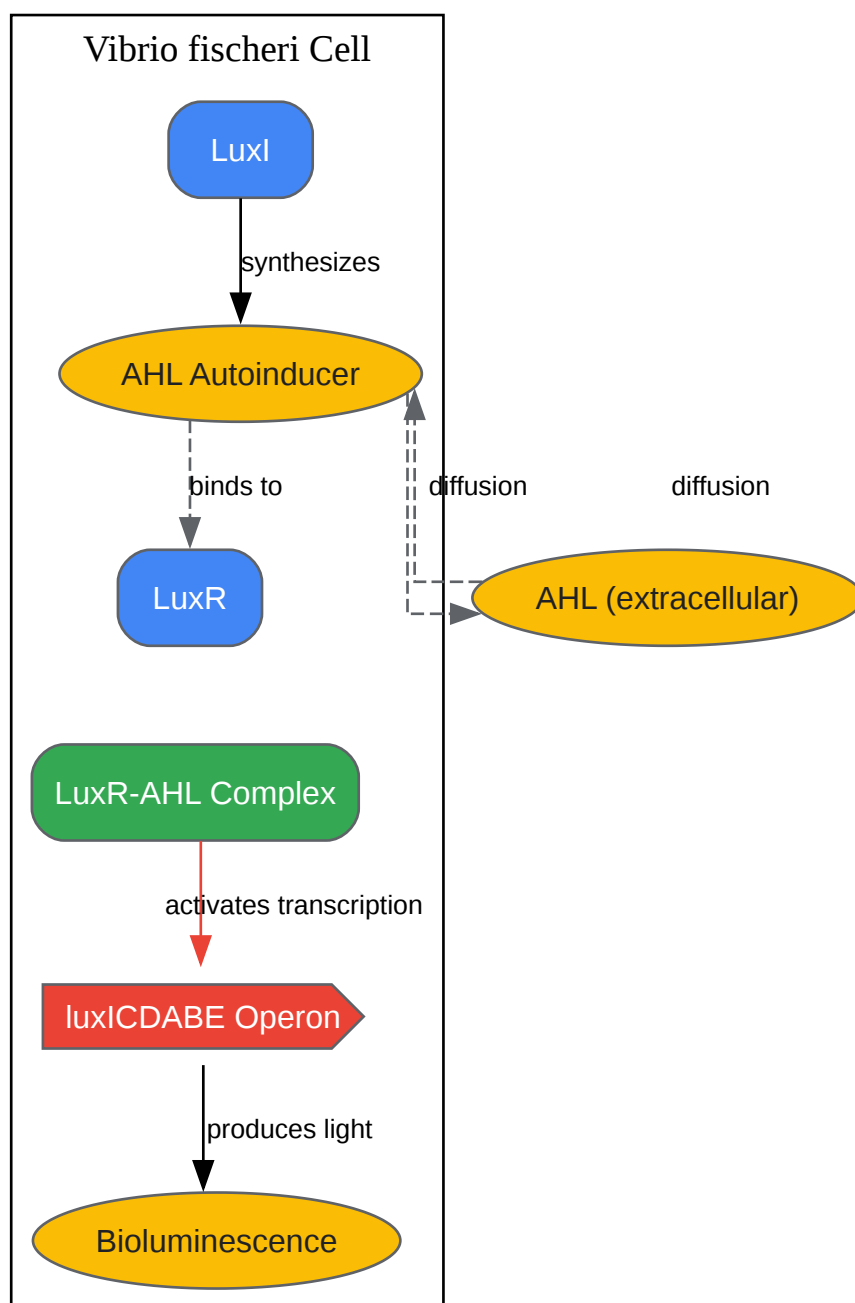 Vibrio fischeri Cell
LuxI
synthesizes
AHL Autoinducer
binds to
diffusion
diffusion
LuxR
AHL (extracellular)
LuxR-AHL Complex
activates transcription
luxICDABE Operon
produces light
Bioluminescence